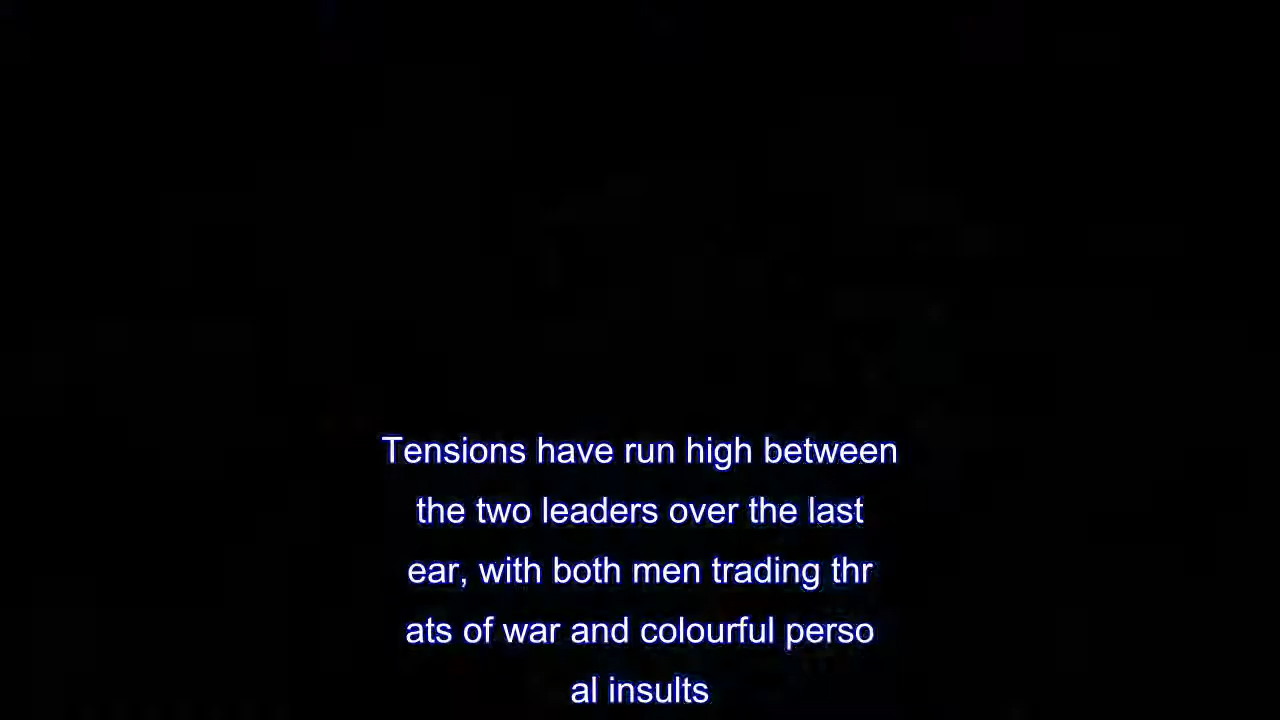 Tensions have run high between
the two leaders over the last
ear, with both men trading thr
ats of war and colourful perso
al insults